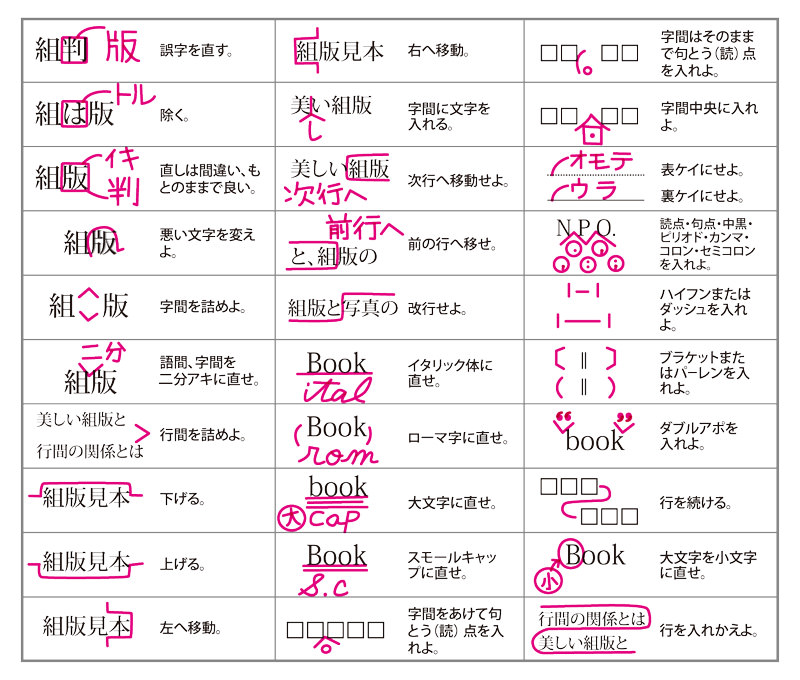 組判 版
誤字を直す。
組は版 トル
除く。
組版 イキ
判
直しは間違い、も
とのままで良い。
組版
悪い文字を変え
よ。
組 版
字間を詰めよ。
二分
組版
語間、字間を
二分アキに直せ。
美しい組版と
行間の関係とは
行間を詰めよ。
組版見本
下げる。
組版見本
上げる。
組版見本
左へ移動。
組版見本
右へ移動。
美い組版
し
字間に文字を
入れる。
美しい組版
次行へ
次行へ移動せよ。
前行へ
と、組版の
前の行へ移せ。
組版と写真の
改行せよ。
Book
ital
イタリック体に
直せ。
(Book)
rom
ローマ字に直せ。
book
大 cap
大文字に直せ。
Book
s.c
スモールキャッ
プに直せ。
□□□□□
。
字間をあけて句
とう(読)点を入
れよ。
□□ □□
。
字間はそのまま
で句とう(読)点
を入れよ。
□□ □□
・
字間中央に入れ
よ。
オモテ
表ケイにせよ。
ウラ
裏ケイにせよ。
N.P.O.
読点・句点・中黒・
ピリオド・カンマ・
コロン・セミコロン
を入れよ。
|-|
|—|
ハイフンまたは
ダッシュを入れ
よ。
〔 || 〕
( || )
ブラケットまた
はパーレンを入
れよ。
“ ”
book
ダブルアポを
入れよ。
□□□
□□□
行を続ける。
Book
小
大文字を小文字
に直せ。
行間の関係とは
美しい組版と
行を入れかえよ。